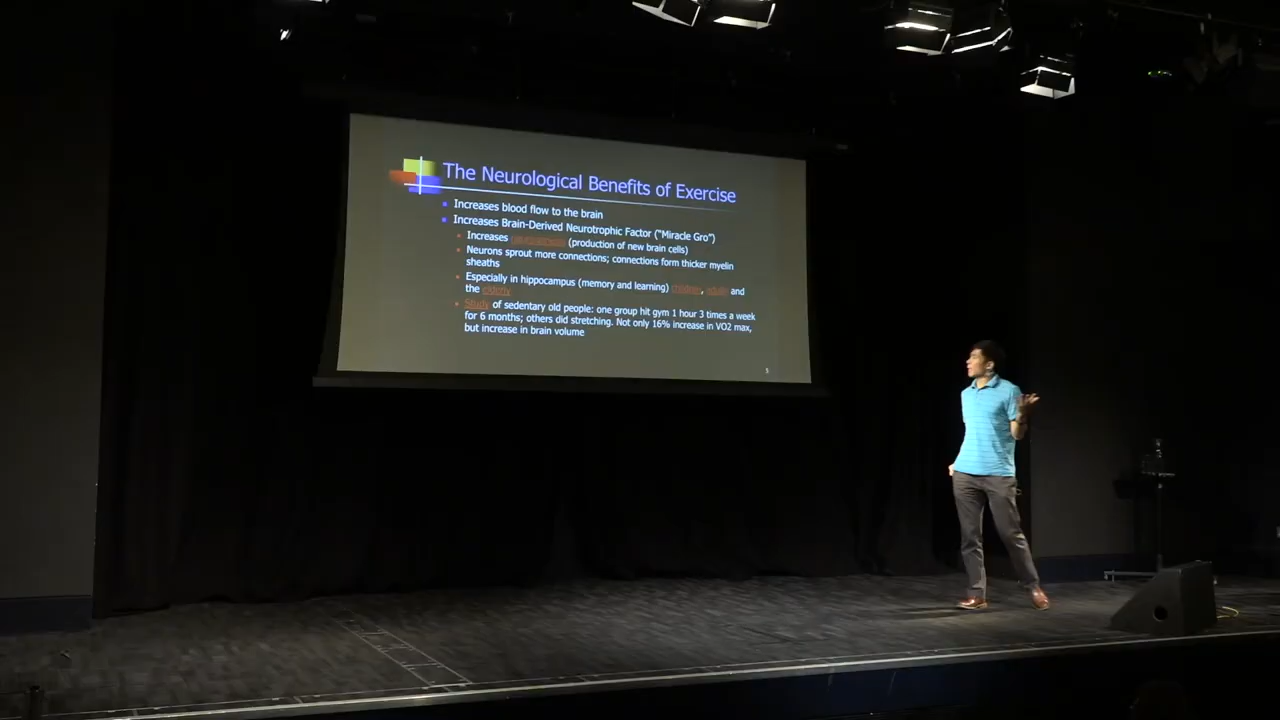 The Neurological Benefits of Exercise
Increases blood flow to the brain
Increases Brain-Derived Neurotrophic Factor ("Miracle Gro")
Increases (production of new brain cells)
Neurons sprout more connections; connections form thicker myelin
sheaths
Especially in hippocampus (memory and learning) children, adults and
the elderly
Study of sedentary old people: one group hit gym 1 hour 3 times a week
for 6 months; others did stretching. Not only 16% increase in VO2 max,
but increase in brain volume